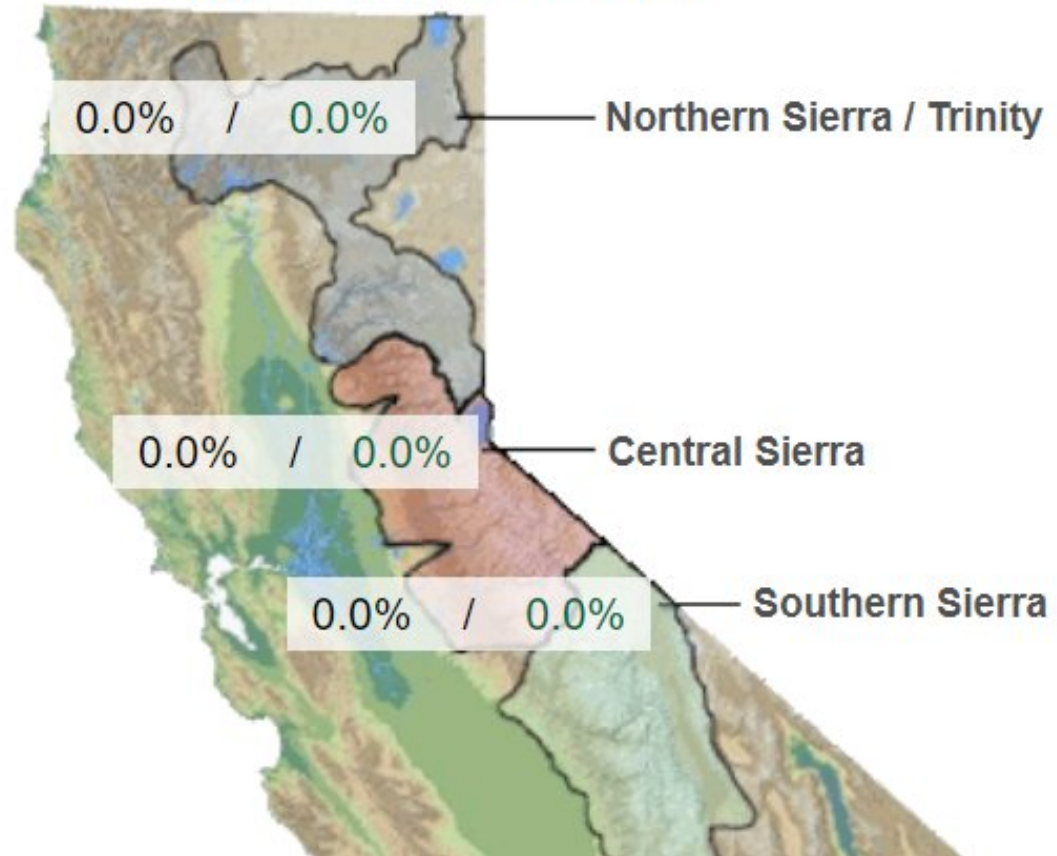 0.0% / 0.0% Northern Sierra / Trinity
0.0% / 0.0% Central Sierra
0.0% / 0.0% Southern Sierra